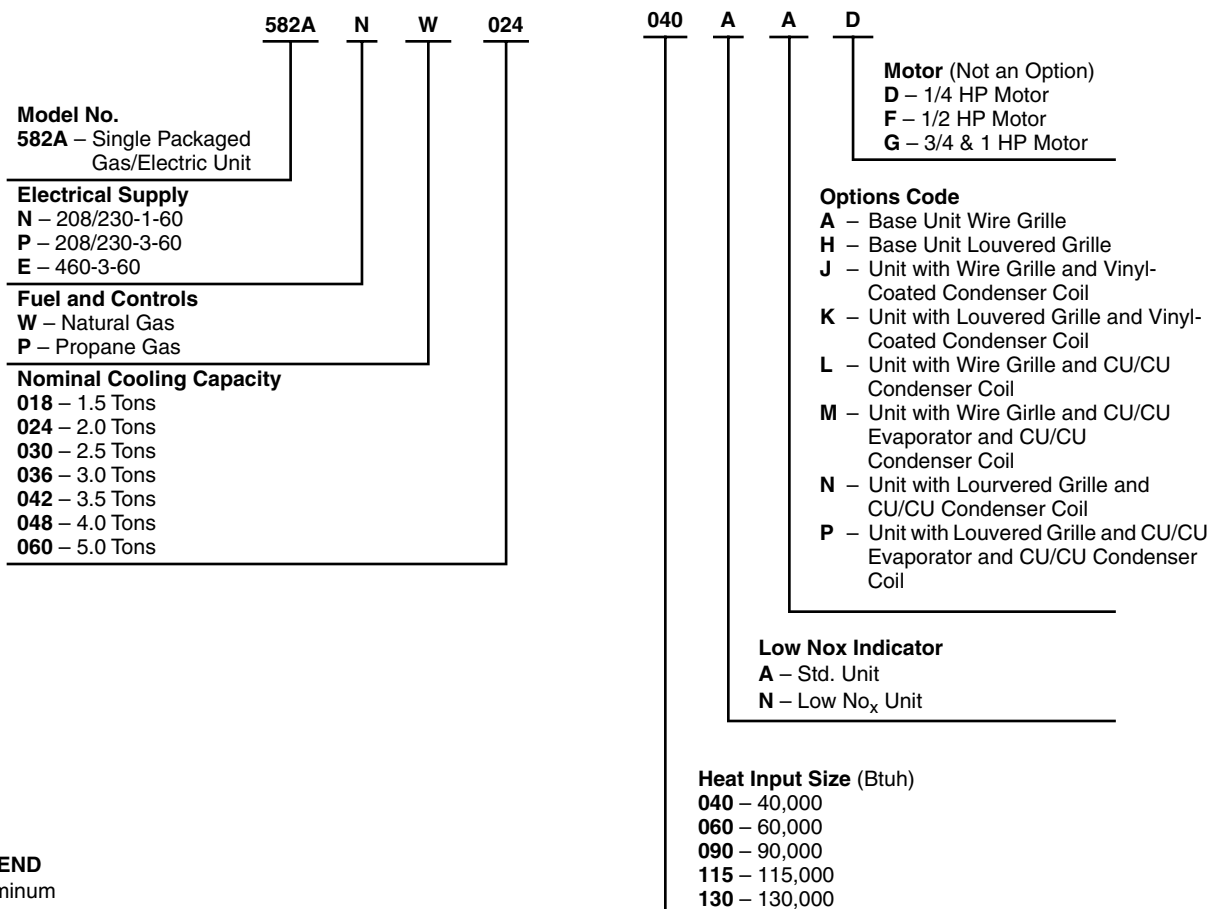 582A N W 024 040 A A D
Model No.
582A – Single Packaged
Gas/Electric Unit
Electrical Supply
N – 208/230-1-60
P – 208/230-3-60
E – 460-3-60
Fuel and Controls
W – Natural Gas
P – Propane Gas
Nominal Cooling Capacity
018 – 1.5 Tons
024 – 2.0 Tons
030 – 2.5 Tons
036 – 3.0 Tons
042 – 3.5 Tons
048 – 4.0 Tons
060 – 5.0 Tons
Motor (Not an Option)
D – 1/4 HP Motor
F – 1/2 HP Motor
G – 3/4 & 1 HP Motor
Options Code
A – Base Unit Wire Grille
H – Base Unit Louvered Grille
J – Unit with Wire Grille and Vinyl-
Coated Condenser Coil
K – Unit with Louvered Grille and Vinyl-
Coated Condenser Coil
L – Unit with Wire Grille and CU/CU
Condenser Coil
M – Unit with Wire Girlle and CU/CU
Evaporator and CU/CU
Condenser Coil
N – Unit with Lourvered Grille and
CU/CU Condenser Coil
P – Unit with Louvered Grille and CU/CU
Evaporator and CU/CU Condenser
Coil
Low Nox Indicator
A – Std. Unit
N – Low Nox Unit
Heat Input Size (Btuh)
040 – 40,000
060 – 60,000
090 – 90,000
115 – 115,000
130 – 130,000
END
minum